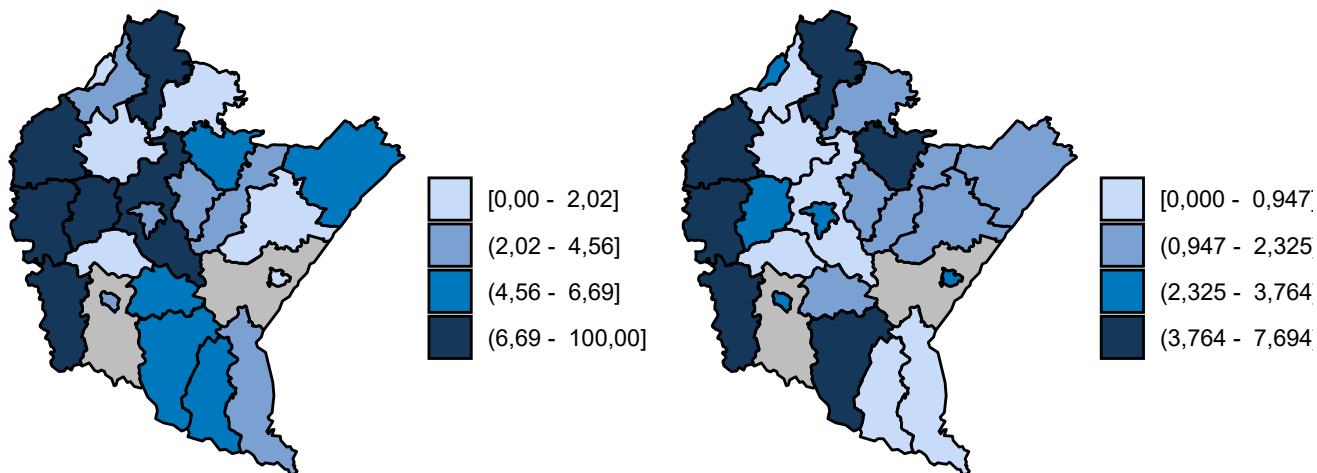 [0,00 - 2,02]
(2,02 - 4,56]
(4,56 - 6,69]
(6,69 - 100,00]
[0,000 - 0,947]
(0,947 - 2,325]
(2,325 - 3,764]
(3,764 - 7,694]